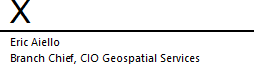 X
Eric Aiello
Branch Chief, CIO Geospatial Services